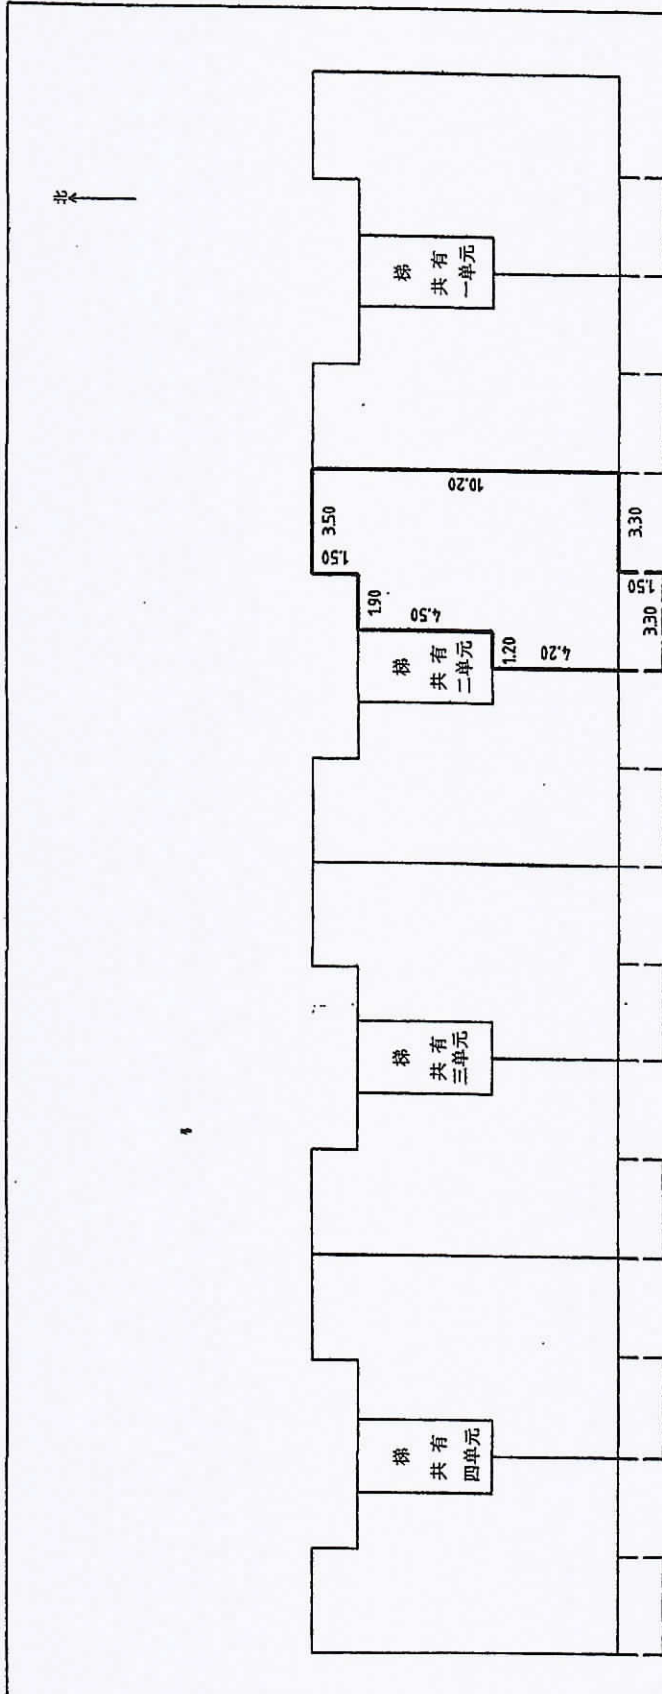 北
梯
共 有
一单元
3.50
10.20
1.50
3.30
1.90
4.50
1.50
梯
共 有
二单元
1.20
4.20
3.30
梯
共 有
三单元
梯
共 有
四单元